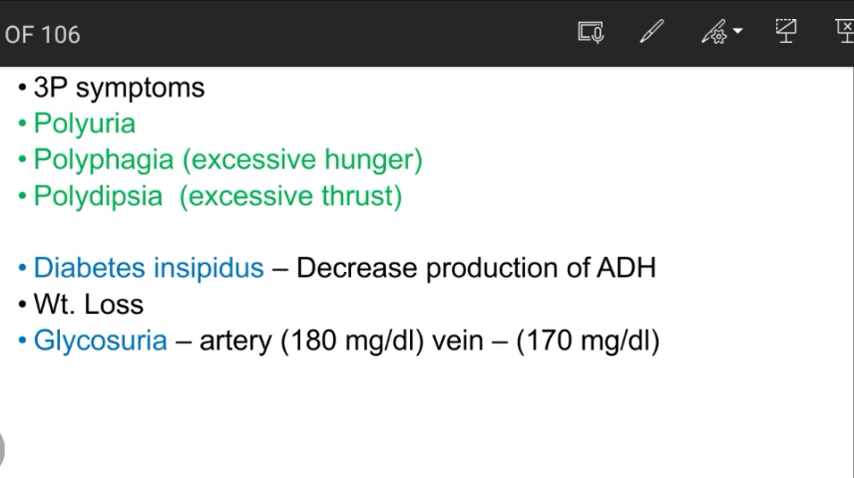 OF 106
• 3P symptoms
• Polyuria
• Polyphagia (excessive hunger)
• Polydipsia (excessive thrust)
• Diabetes insipidus – Decrease production of ADH
• Wt. Loss
• Glycosuria – artery (180 mg/dl) vein – (170 mg/dl)